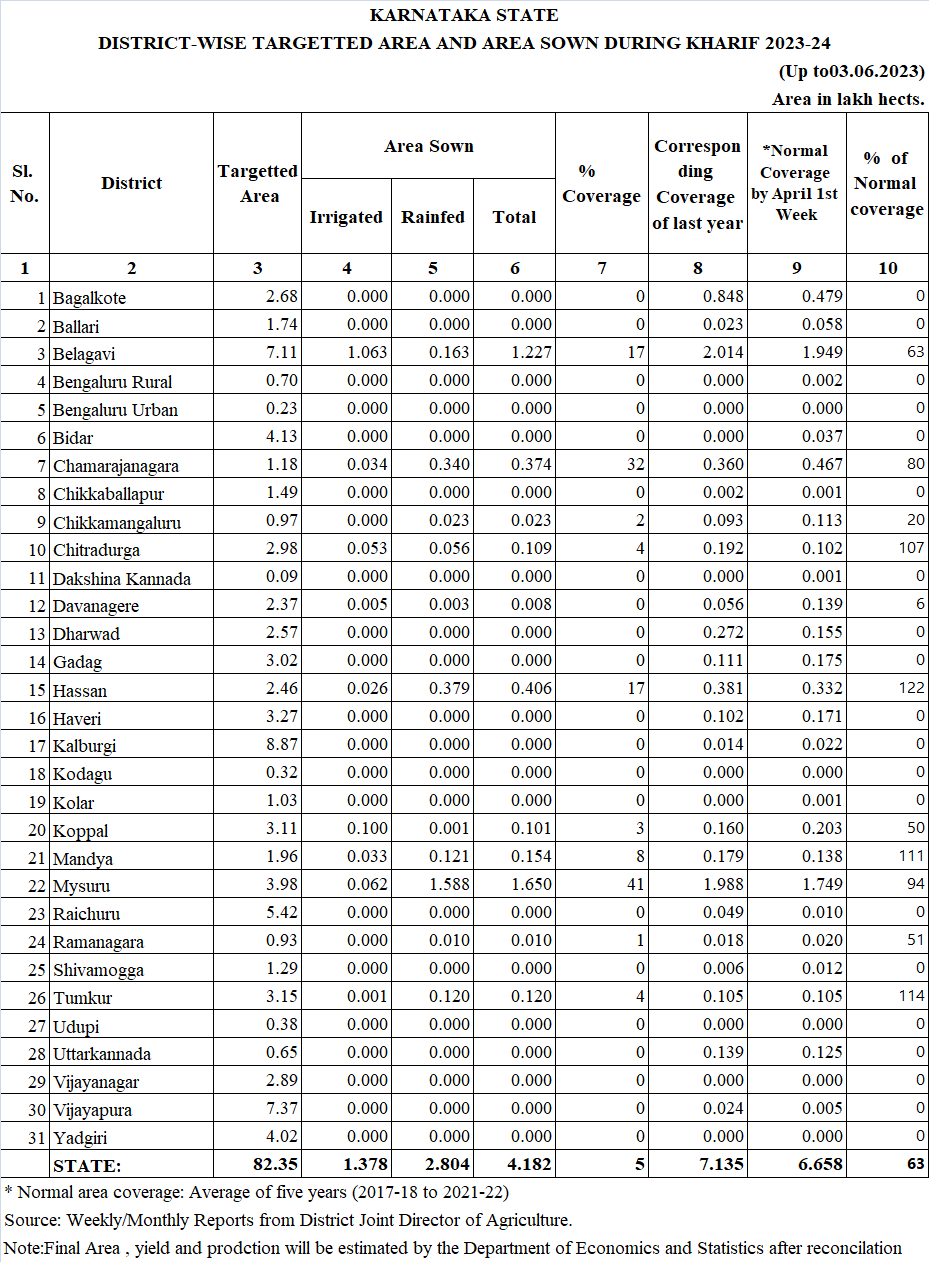 KARNATAKA STATE
DISTRICT-WISE TARGETTED AREA AND AREA SOWN DURING KHARIF 2023-24
(Up to03.06.2023)
Area in lakh hects.
Sl. No. District Targetted Area Area Sown % Coverage Correspon ding Coverage of last year *Normal Coverage by April 1st Week % of Normal coverage
Irrigated Rainfed Total
1 2 3 4 5 6 7 8 9 10
1 Bagalkote 2.68 0.000 0.000 0.000 0 0.848 0.479 0
2 Ballari 1.74 0.000 0.000 0.000 0 0.023 0.058 0
3 Belagavi 7.11 1.063 0.163 1.227 17 2.014 1.949 63
4 Bengaluru Rural 0.70 0.000 0.000 0.000 0 0.000 0.002 0
5 Bengaluru Urban 0.23 0.000 0.000 0.000 0 0.000 0.000 0
6 Bidar 4.13 0.000 0.000 0.000 0 0.000 0.037 0
7 Chamarajanagara 1.18 0.034 0.340 0.374 32 0.360 0.467 80
8 Chikkaballapur 1.49 0.000 0.000 0.000 0 0.002 0.001 0
9 Chikkamangaluru 0.97 0.000 0.023 0.023 2 0.093 0.113 20
10 Chitradurga 2.98 0.053 0.056 0.109 4 0.192 0.102 107
11 Dakshina Kannada 0.09 0.000 0.000 0.000 0 0.000 0.001 0
12 Davanagere 2.37 0.005 0.003 0.008 0 0.056 0.139 6
13 Dharwad 2.57 0.000 0.000 0.000 0 0.272 0.155 0
14 Gadag 3.02 0.000 0.000 0.000 0 0.111 0.175 0
15 Hassan 2.46 0.026 0.379 0.406 17 0.381 0.332 122
16 Haveri 3.27 0.000 0.000 0.000 0 0.102 0.171 0
17 Kalburgi 8.87 0.000 0.000 0.000 0 0.014 0.022 0
18 Kodagu 0.32 0.000 0.000 0.000 0 0.000 0.000 0
19 Kolar 1.03 0.000 0.000 0.000 0 0.000 0.001 0
20 Koppal 3.11 0.100 0.001 0.101 3 0.160 0.203 50
21 Mandya 1.96 0.033 0.121 0.154 8 0.179 0.138 111
22 Mysuru 3.98 0.062 1.588 1.650 41 1.988 1.749 94
23 Raichuru 5.42 0.000 0.000 0.000 0 0.049 0.010 0
24 Ramanagara 0.93 0.000 0.010 0.010 1 0.018 0.020 51
25 Shivamogga 1.29 0.000 0.000 0.000 0 0.006 0.012 0
26 Tumkur 3.15 0.001 0.120 0.120 4 0.105 0.105 114
27 Udupi 0.38 0.000 0.000 0.000 0 0.000 0.000 0
28 Uttarkannada 0.65 0.000 0.000 0.000 0 0.139 0.125 0
29 Vijayanagar 2.89 0.000 0.000 0.000 0 0.000 0.000 0
30 Vijayapura 7.37 0.000 0.000 0.000 0 0.024 0.005 0
31 Yadgiri 4.02 0.000 0.000 0.000 0 0.000 0.000 0
STATE: 82.35 1.378 2.804 4.182 5 7.135 6.658 63
* Normal area coverage: Average of five years (2017-18 to 2021-22)
Source: Weekly/Monthly Reports from District Joint Director of Agriculture.
Note:Final Area , yield and prodction will be estimated by the Department of Economics and Statistics after reconcilation